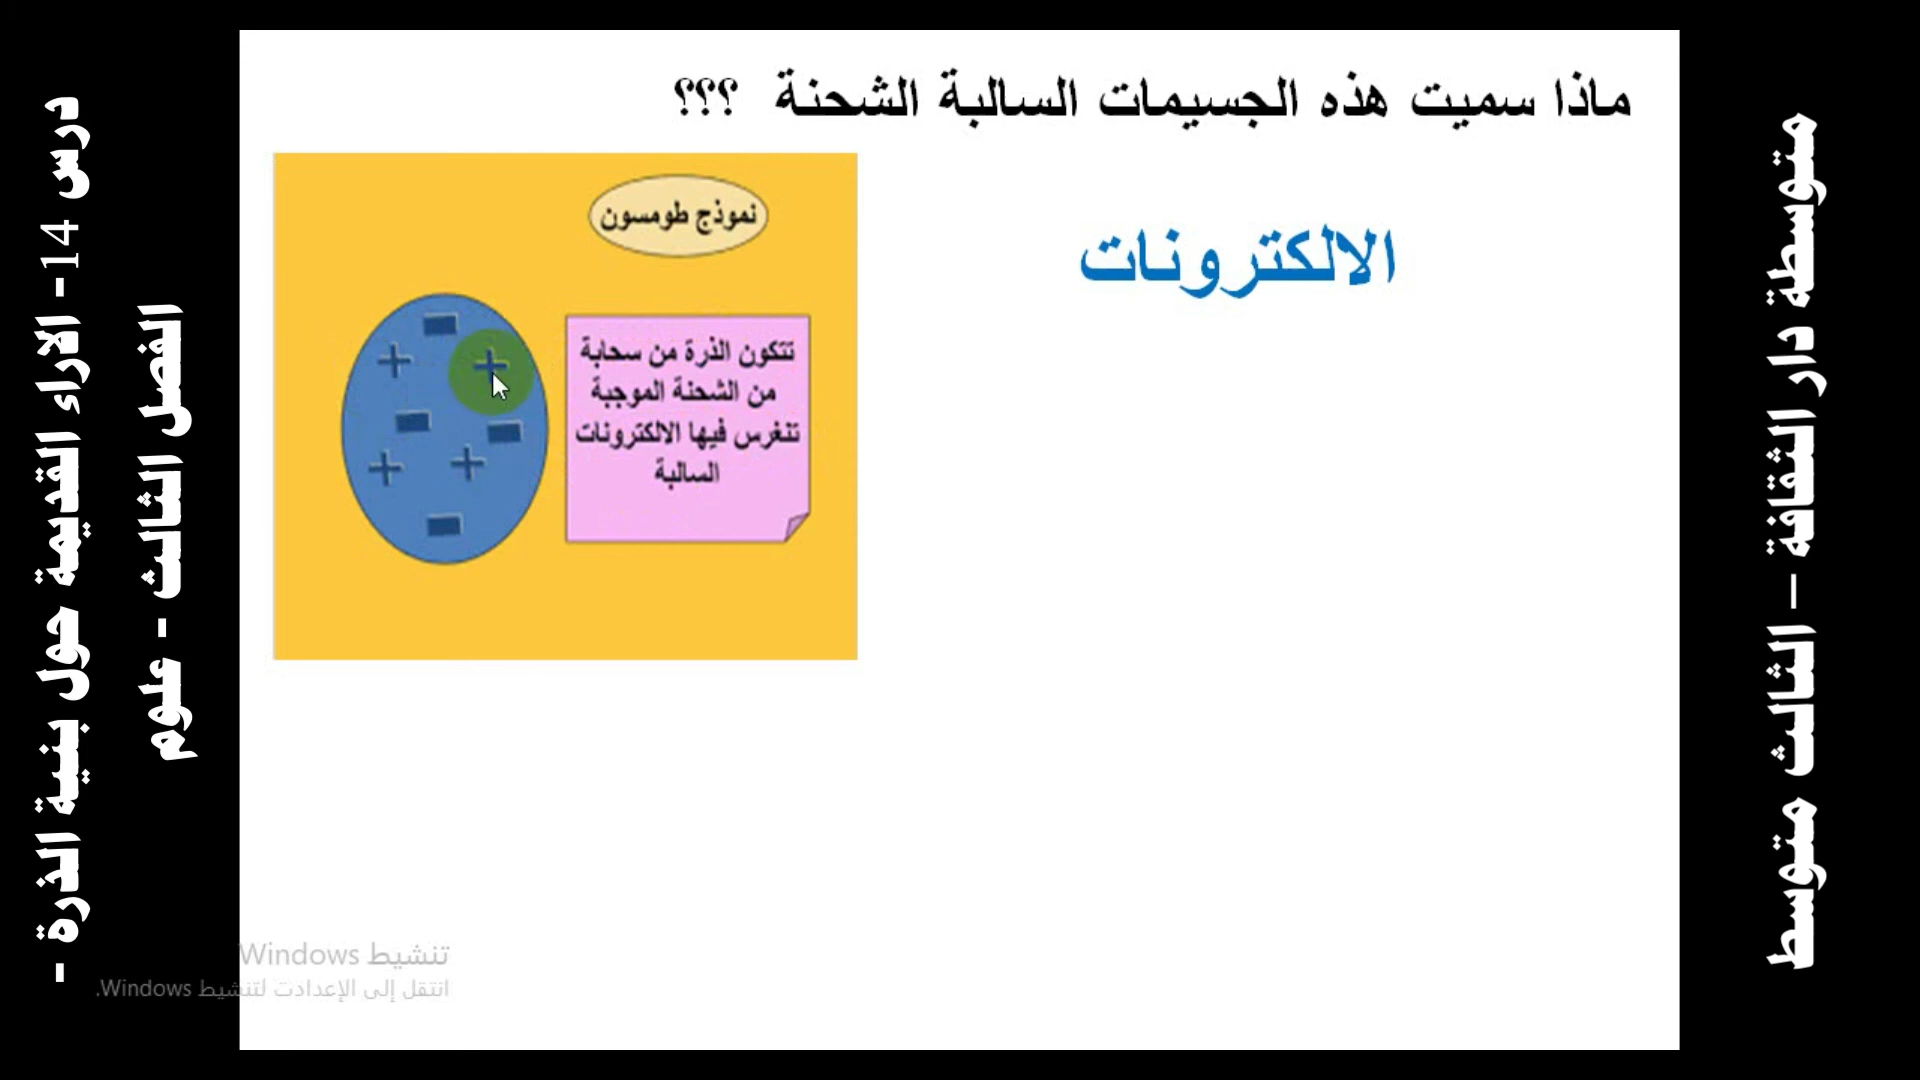 ماذا سميت هذه الجسيمات السالبة الشحنة ؟؟؟
الالكترونات
نموذج طومسون
تتكون الذرة من سحابة
من الشحنة الموجبة
تنغرس فيها الالكترونات
السالبة
متوسطة دار الثقافة – الثالث متوسط
درس 14- الاراء القديمة حول بنية الذرة -
الفصل الثالث - علوم
تنشيط Windows
انتقل إلى الإعدادت لتنشيط Windows.